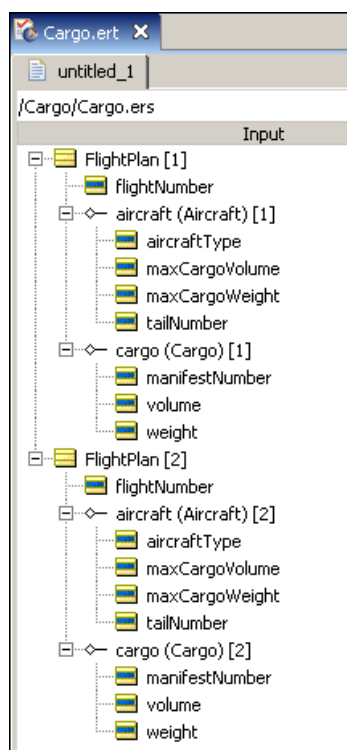 Cargo.ert
untitled_1
/Cargo/Cargo.ers
Input
FlightPlan [1]
flightNumber
aircraft (Aircraft) [1]
aircraftType
maxCargoVolume
maxCargoWeight
tailNumber
cargo (Cargo) [1]
manifestNumber
volume
weight
FlightPlan [2]
flightNumber
aircraft (Aircraft) [2]
aircraftType
maxCargoVolume
maxCargoWeight
tailNumber
cargo (Cargo) [2]
manifestNumber
volume
weight